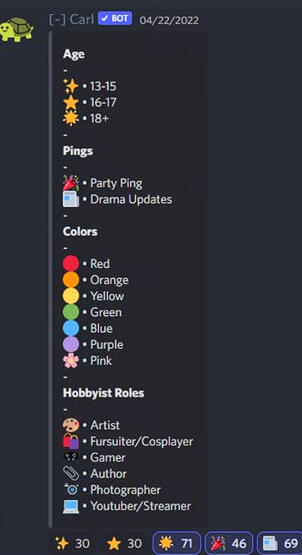 [-] Carl ✓ BOT 04/22/2022
Age
-
✨ • 13-15
⭐ • 16-17
☀️ • 18+
-
Pings
-
🎉 • Party Ping
📰 • Drama Updates
-
Colors
-
🔴 • Red
🟠 • Orange
🟡 • Yellow
🟢 • Green
🔵 • Blue
🟣 • Purple
🌸 • Pink
-
Hobbyist Roles
-
🎨 • Artist
🛍️ • Fursuiter/Cosplayer
🎮 • Gamer
📎 • Author
📸 • Photographer
💻 • Youtuber/Streamer
✨ 30 ⭐ 30 ☀️ 71 🎉 46 📰 69